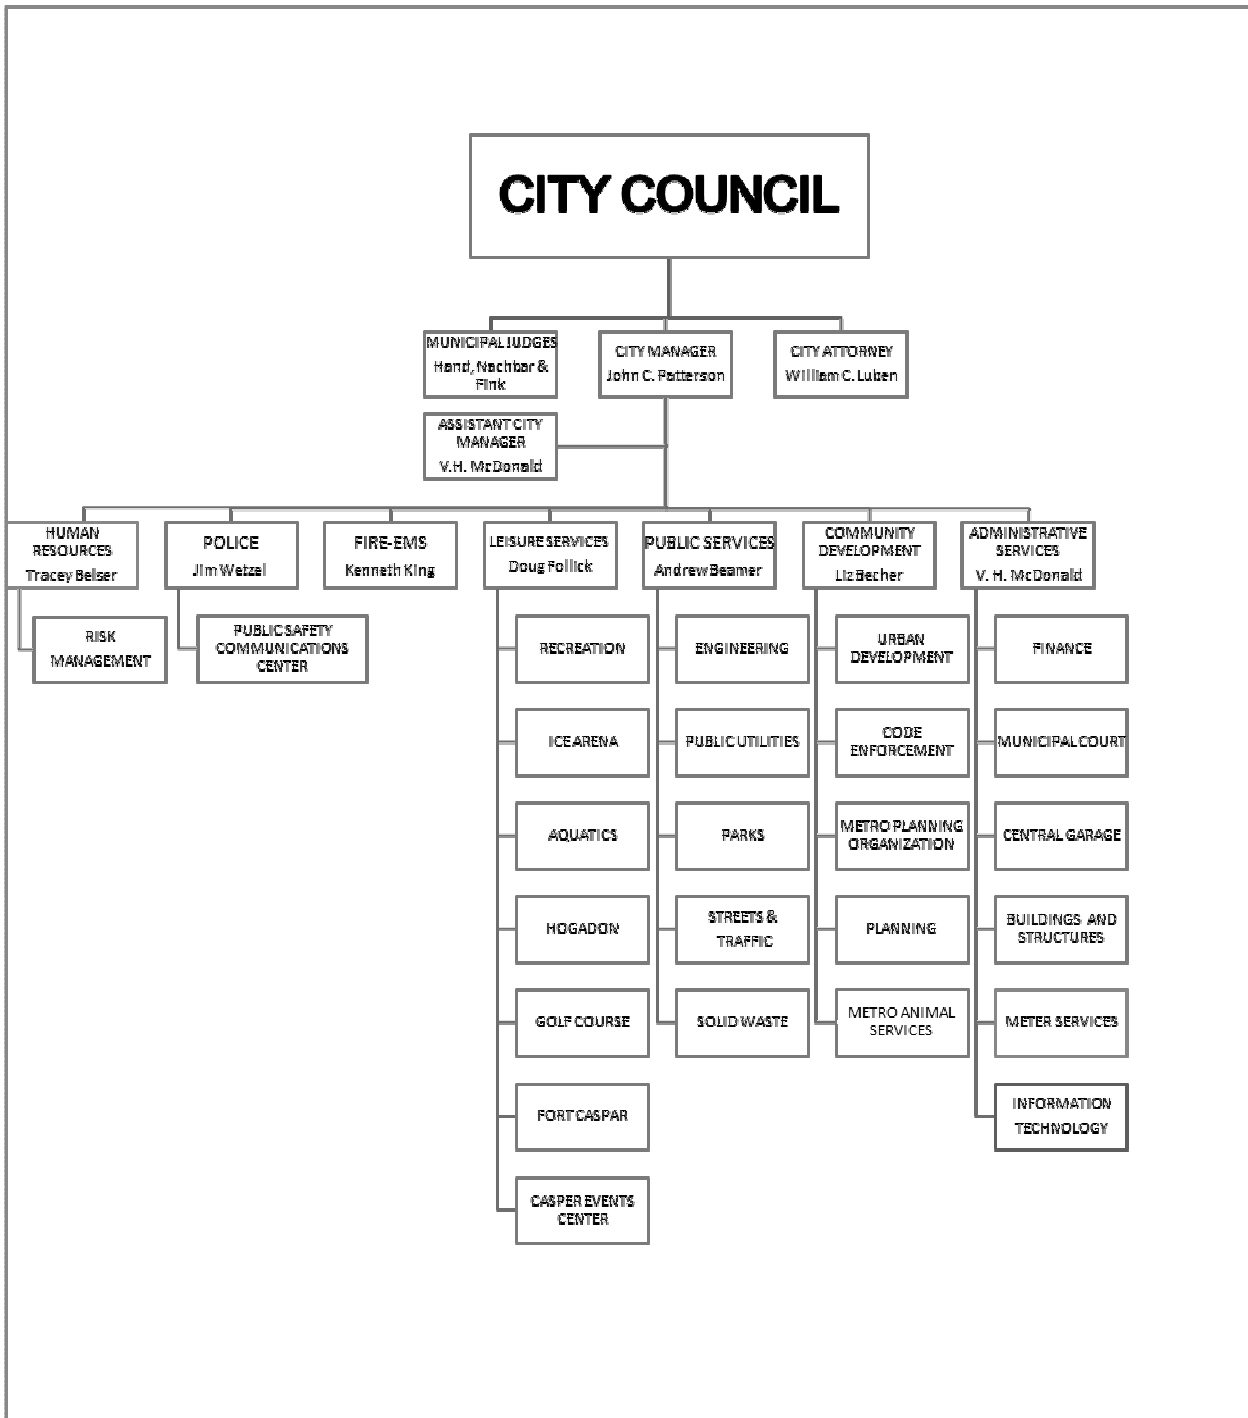 CITY COUNCIL
MUNICIPAL JUDGES
Hand, Nachbar &
Fink
CITY MANAGER
John C. Patterson
CITY ATTORNEY
William C. Luben
ASSISTANT CITY
MANAGER
V.H. McDonald
HUMAN
RESOURCES
Tracey Belser
POLICE
Jim Wetzel
FIRE-EMS
Kenneth King
LEISURE SERVICES
Doug Follick
PUBLIC SERVICES
Andrew Beamer
COMMUNITY
DEVELOPMENT
Liz Becher
ADMINISTRATIVE
SERVICES
V. H. McDonald
RISK
MANAGEMENT
PUBLIC SAFETY
COMMUNICATIONS
CENTER
RECREATION
ICE ARENA
AQUATICS
HOGADON
GOLF COURSE
FORT CASPAR
CASPER EVENTS
CENTER
ENGINEERING
PUBLIC UTILITIES
PARKS
STREETS &
TRAFFIC
SOLID WASTE
URBAN
DEVELOPMENT
CODE
ENFORCEMENT
METRO PLANNING
ORGANIZATION
PLANNING
METRO ANIMAL
SERVICES
FINANCE
MUNICIPAL COURT
CENTRAL GARAGE
BUILDINGS AND
STRUCTURES
METER SERVICES
INFORMATION
TECHNOLOGY